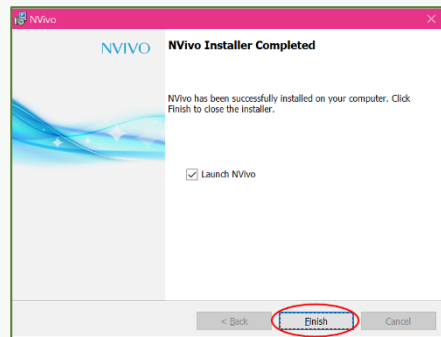 NVivo
NVIVO
NVivo Installer Completed
NVivo has been successfully installed on your computer. Click
Finish to close the installer.
Launch NVivo
< Back
Finish
Cancel